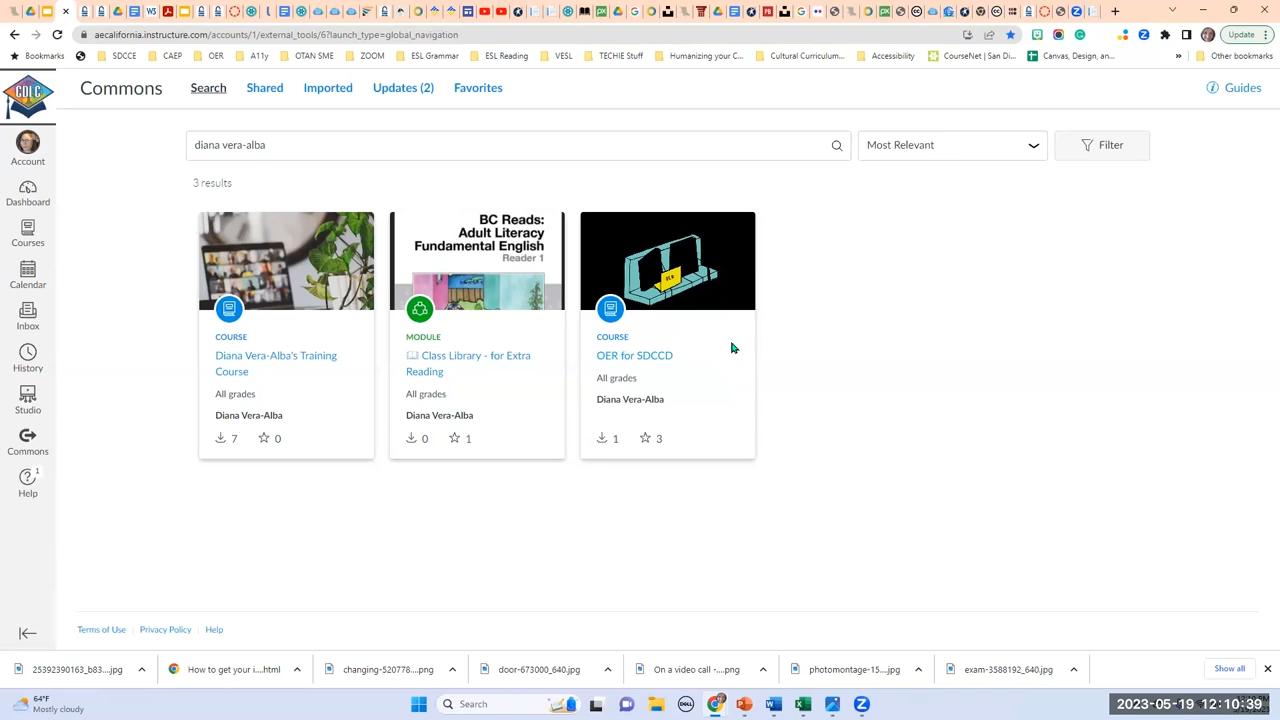 aecalifornia.instructure.com/accounts/1/external_tools/6?launch_type=global_navigation
Update
Bookmarks SDCCE CAEP OER A11y OTAN SME ZOOM ESL Grammar ESL Reading VESL TECHIE Stuff Humanizing your C... Cultural Curriculum... Accessibility CourseNet | San Di... Canvas, Design, an... » Other bookmarks
CDLC
Commons Search Shared Imported Updates (2) Favorites Guides
Account
Dashboard
Courses
Calendar
Inbox
History
Studio
Commons
1
Help
diana vera-alba Most Relevant Filter
3 results
COURSE
Diana Vera-Alba's Training
Course
All grades
Diana Vera-Alba
7 0
BC Reads:
Adult Literacy
Fundamental English
Reader 1
MODULE
Class Library - for Extra
Reading
All grades
Diana Vera-Alba
0 1
OER
COURSE
OER for SDCCD
All grades
Diana Vera-Alba
1 3
Terms of Use Privacy Policy Help
25392390163_b83....jpg How to get your i....html changing-520778....png door-673000_640.jpg On a video call -....png photomontage-15....jpg exam-3588192_640.jpg Show all
64°F
Mostly cloudy
Search
DELL
2023-05-19 12:10:39